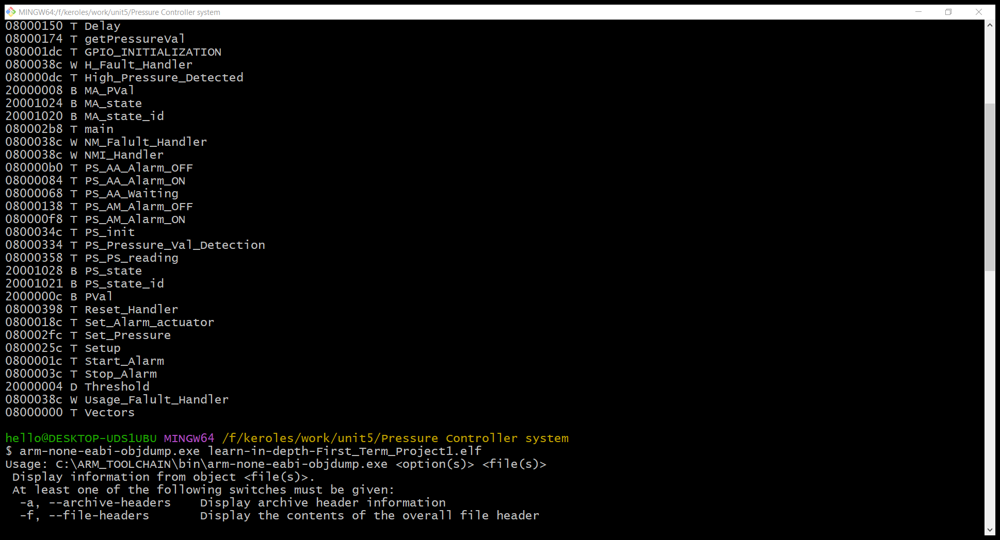 MINGW64:/f/keroles/work/unit5/Pressure Controller system
08000150 T Delay
08000174 T getPressureVal
080001dc T GPIO_INITIALIZATION
0800038c W H_Fault_Handler
080000dc T High_Pressure_Detected
20000008 B MA_PVal
20001024 B MA_state
20001020 B MA_state_id
080002b8 T main
0800038c W NM_Falult_Handler
0800038c W NMI_Handler
080000b0 T PS_AA_Alarm_OFF
08000084 T PS_AA_Alarm_ON
08000068 T PS_AA_Waiting
08000138 T PS_AM_Alarm_OFF
080000f8 T PS_AM_Alarm_ON
0800034c T PS_init
08000334 T PS_Pressure_Val_Detection
08000358 T PS_PS_reading
20001028 B PS_state
20001021 B PS_state_id
2000000c B PVal
08000398 T Reset_Handler
0800018c T Set_Alarm_actuator
080002fc T Set_Pressure
0800025c T Setup
0800001c T Start_Alarm
0800003c T Stop_Alarm
20000004 D Threshold
0800038c W Usage_Falult_Handler
08000000 T Vectors
hello@DESKTOP-UDS1UBU MINGW64 /f/keroles/work/unit5/Pressure Controller system
$ arm-none-eabi-objdump.exe learn-in-depth-First_Term_Project1.elf
Usage: C:\ARM_TOOLCHAIN\bin\arm-none-eabi-objdump.exe <option(s)> <file(s)>
 Display information from object <file(s)>.
 At least one of the following switches must be given:
  -a, --archive-headers    Display archive header information
  -f, --file-headers       Display the contents of the overall file header